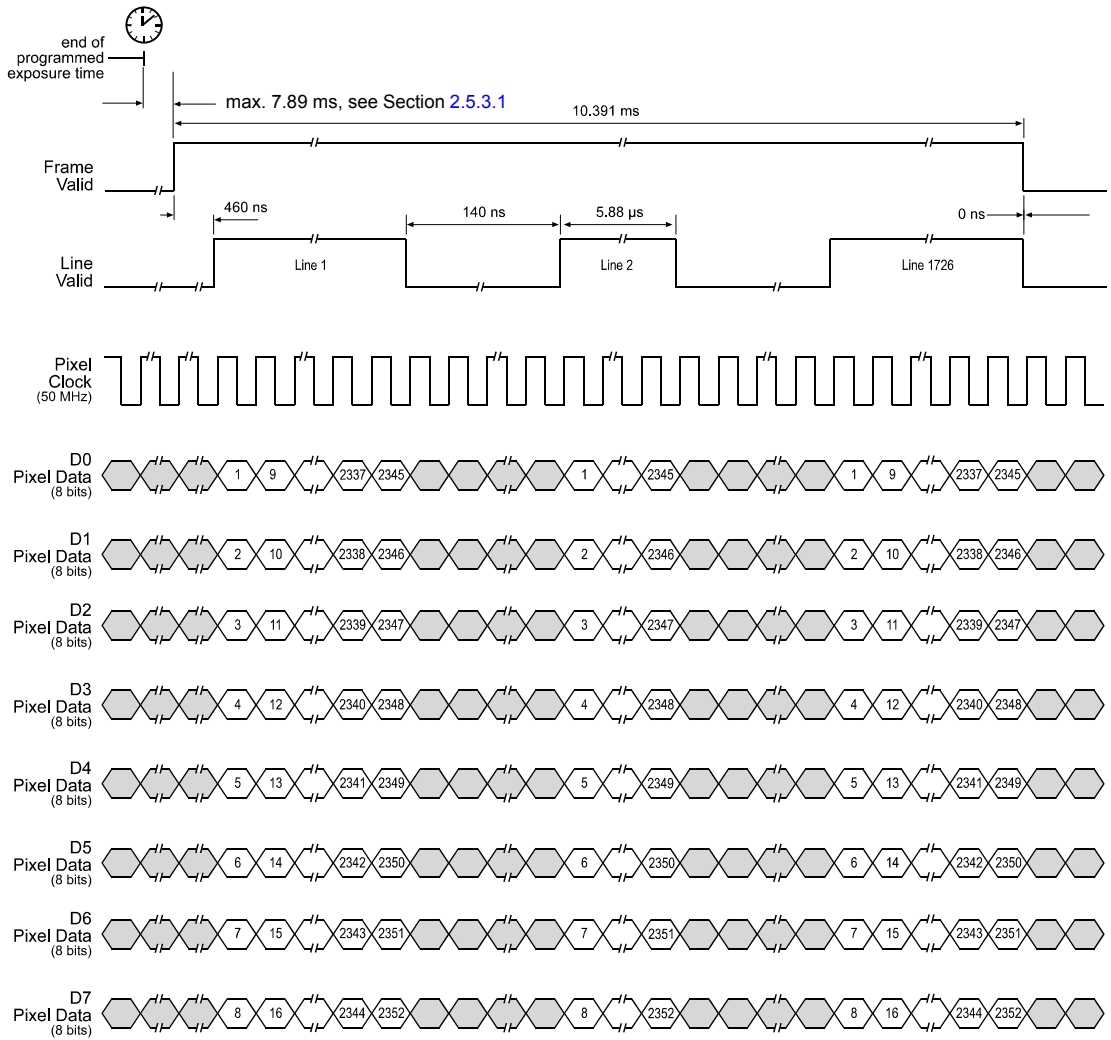 end of
programmed
exposure time
max. 7.89 ms, see Section 2.5.3.1
10.391 ms
Frame
Valid
460 ns
140 ns
5.88 µs
0 ns
Line
Valid
Line 1
Line 2
Line 1726
Pixel
Clock
(50 MHz)
D0
Pixel Data
(8 bits)
1 9 2337 2345 1 2345 1 9 2337 2345
D1
Pixel Data
(8 bits)
2 10 2338 2346 2 2346 2 10 2338 2346
D2
Pixel Data
(8 bits)
3 11 2339 2347 3 2347 3 11 2339 2347
D3
Pixel Data
(8 bits)
4 12 2340 2348 4 2348 4 12 2340 2348
D4
Pixel Data
(8 bits)
5 13 2341 2349 5 2349 5 13 2341 2349
D5
Pixel Data
(8 bits)
6 14 2342 2350 6 2350 6 14 2342 2350
D6
Pixel Data
(8 bits)
7 15 2343 2351 7 2351 7 15 2343 2351
D7
Pixel Data
(8 bits)
8 16 2344 2352 8 2352 8 16 2344 2352